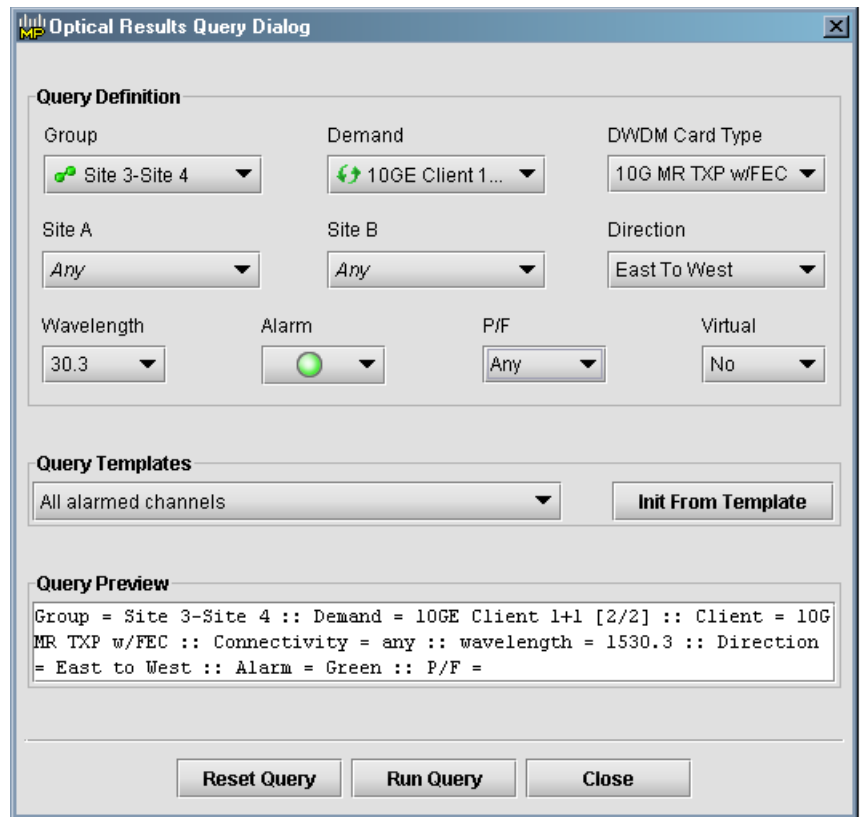 MP Optical Results Query Dialog
Query Definition
Group Demand DWDM Card Type
Site 3-Site 4 10GE Client 1... 10G MR TXP w/FEC
Site A Site B Direction
Any Any East To West
Wavelength Alarm P/F Virtual
30.3 Any No
Query Templates
All alarmed channels Init From Template
Query Preview
Group = Site 3-Site 4 :: Demand = 10GE Client 1+1 [2/2] :: Client = 10G
MR TXP w/FEC :: Connectivity = any :: wavelength = 1530.3 :: Direction
= East to West :: Alarm = Green :: P/F =
Reset Query Run Query Close